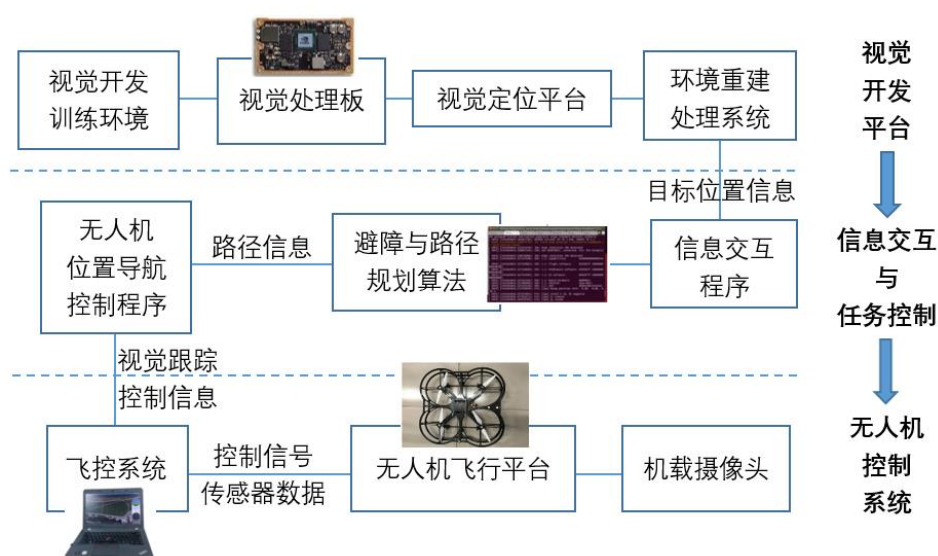 视觉开发
训练环境
视觉处理板
视觉定位平台
环境重建
处理系统
视觉
开发
平台
目标位置信息
无人机
位置导航
控制程序
路径信息
避障与路径
规划算法
信息交互
程序
信息交互
与
任务控制
视觉跟踪
控制信息
飞控系统
控制信号
传感器数据
无人机飞行平台
机载摄像头
无人机
控制
系统